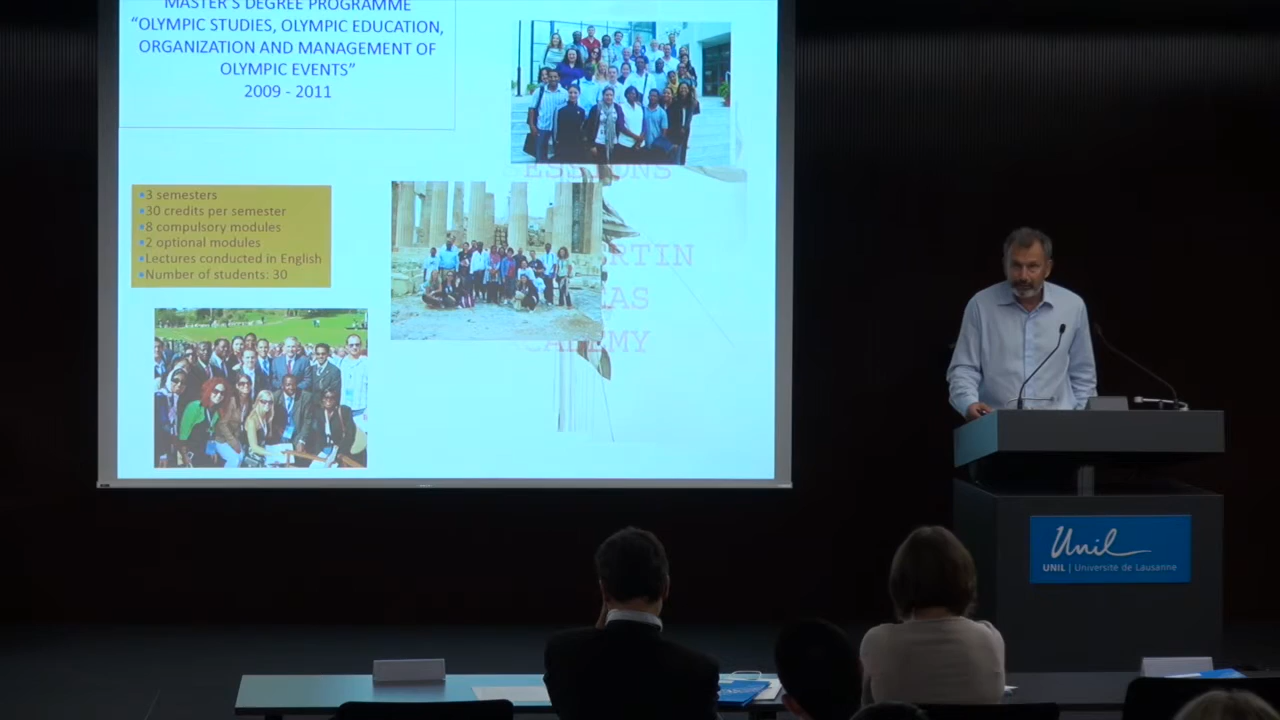 MASTER'S DEGREE PROGRAMME
"OLYMPIC STUDIES, OLYMPIC EDUCATION,
ORGANIZATION AND MANAGEMENT OF
OLYMPIC EVENTS"
2009 - 2011
SESSIONS
•3 semesters
•30 credits per semester
•8 compulsory modules
•2 optional modules
•Lectures conducted in English
•Number of students: 30
Unil
UNIL | Université de Lausanne